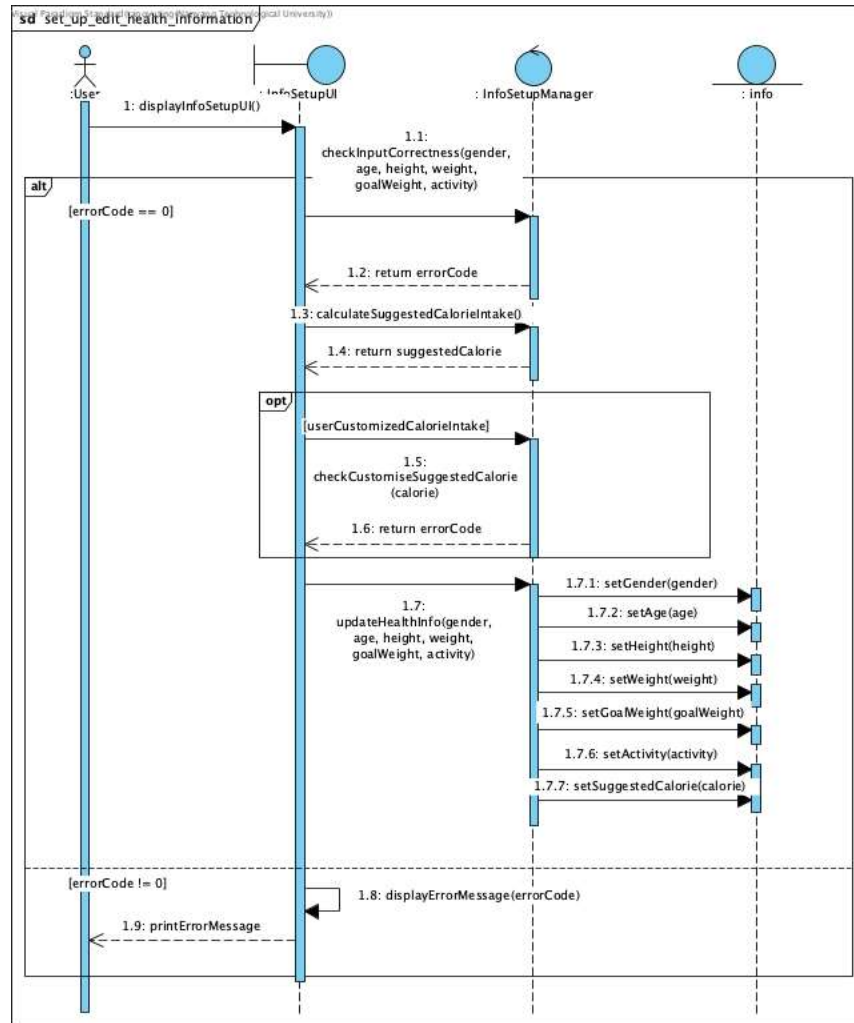 sd set_up_edit_health_information
:User
: InfoSetupUI
: InfoSetupManager
: info
1: displayInfoSetupUI()
1.1:
checkInputCorrectness(gender,
age, height, weight,
goalWeight, activity)
alt
[errorCode == 0]
1.2: return errorCode
1.3: calculateSuggestedCalorieIntake()
1.4: return suggestedCalorie
opt
[userCustomizedCalorieIntake]
1.5:
checkCustomiseSuggestedCalorie
(calorie)
1.6: return errorCode
1.7:
updateHealthInfo(gender,
age, height, weight,
goalWeight, activity)
1.7.1: setGender(gender)
1.7.2: setAge(age)
1.7.3: setHeight(height)
1.7.4: setWeight(weight)
1.7.5: setGoalWeight(goalWeight)
1.7.6: setActivity(activity)
1.7.7: setSuggestedCalorie(calorie)
[errorCode != 0]
1.8: displayErrorMessage(errorCode)
1.9: printErrorMessage